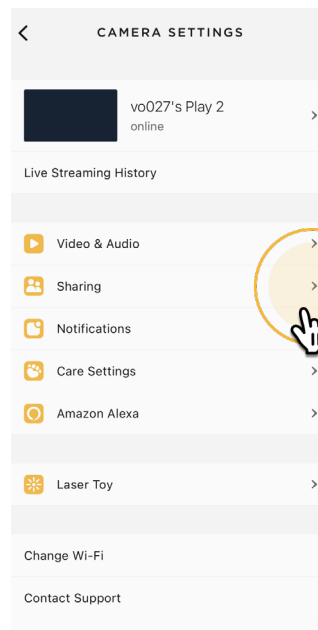 CAMERA SETTINGS
vo027's Play 2
online
Live Streaming History
Video & Audio
Sharing
Notifications
Care Settings
Amazon Alexa
Laser Toy
Change Wi-Fi
Contact Support